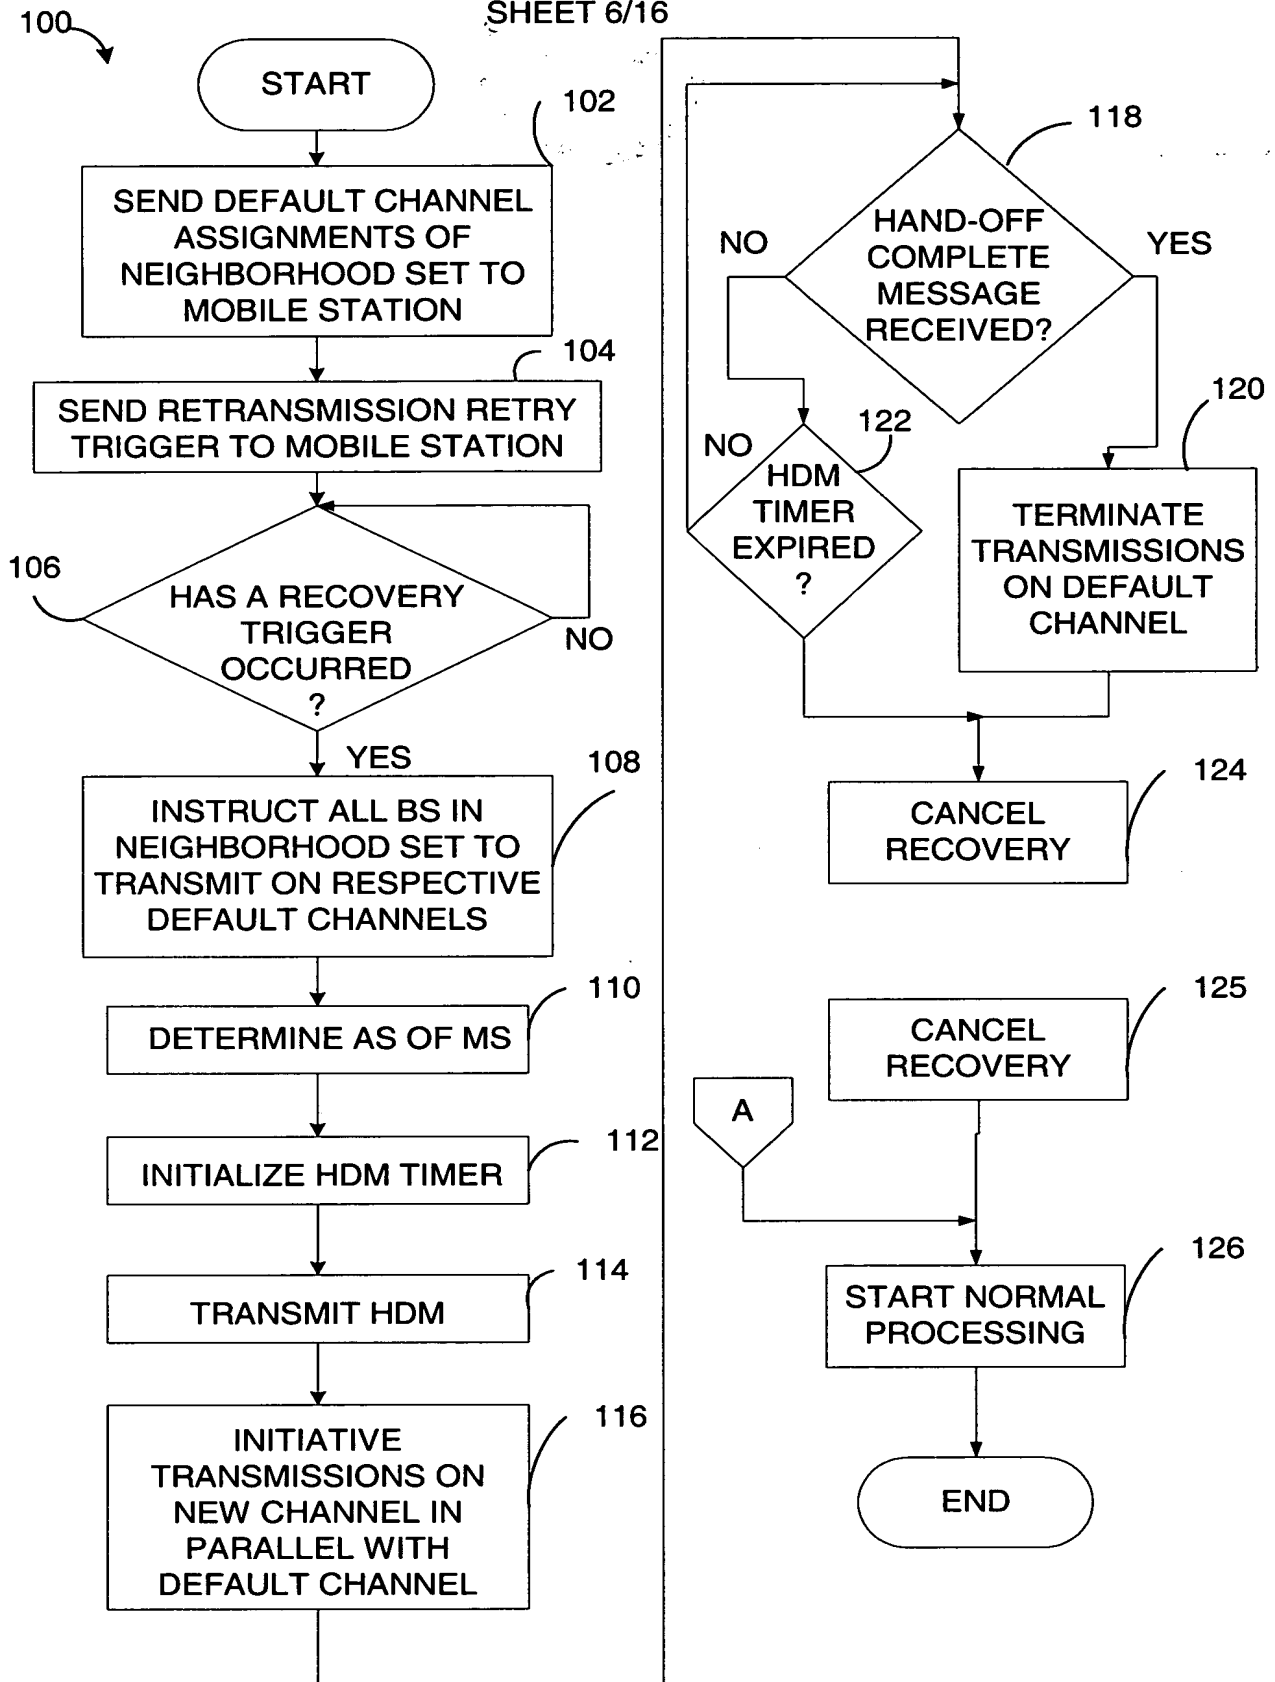 SHEET 6/16
100
START
102
SEND DEFAULT CHANNEL
ASSIGNMENTS OF
NEIGHBORHOOD SET TO
MOBILE STATION
104
SEND RETRANSMISSION RETRY
TRIGGER TO MOBILE STATION
106
HAS A RECOVERY
TRIGGER
OCCURRED
?
NO
YES
108
INSTRUCT ALL BS IN
NEIGHBORHOOD SET TO
TRANSMIT ON RESPECTIVE
DEFAULT CHANNELS
110
DETERMINE AS OF MS
112
INITIALIZE HDM TIMER
114
TRANSMIT HDM
116
INITIATIVE
TRANSMISSIONS ON
NEW CHANNEL IN
PARALLEL WITH
DEFAULT CHANNEL
118
HAND-OFF
COMPLETE
MESSAGE
RECEIVED?
NO
YES
120
TERMINATE
TRANSMISSIONS
ON DEFAULT
CHANNEL
122
NO
HDM
TIMER
EXPIRED
?
124
CANCEL
RECOVERY
125
CANCEL
RECOVERY
A
126
START NORMAL
PROCESSING
END